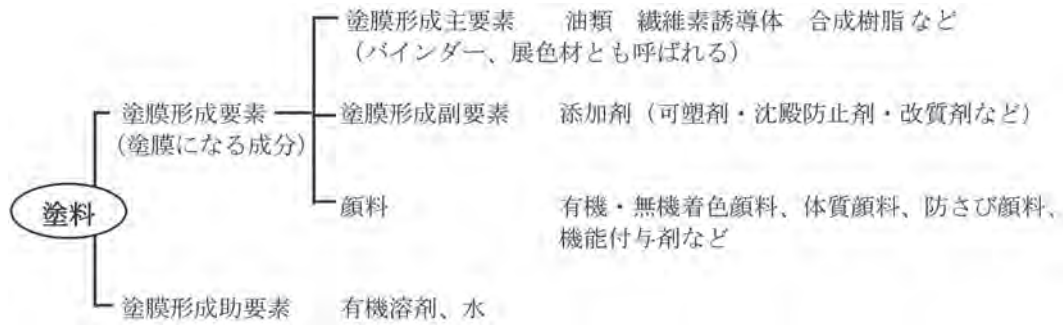 塗膜形成主要素　油類　繊維素誘導体　合成樹脂など
（バインダー、展色材とも呼ばれる）
塗膜形成要素
(塗膜になる成分)
塗膜形成副要素　添加剤（可塑剤・沈殿防止剤・改質剤など）
塗料
顔料　有機・無機着色顔料、体質顔料、防さび顔料、
機能付与剤など
塗膜形成助要素　有機溶剤、水